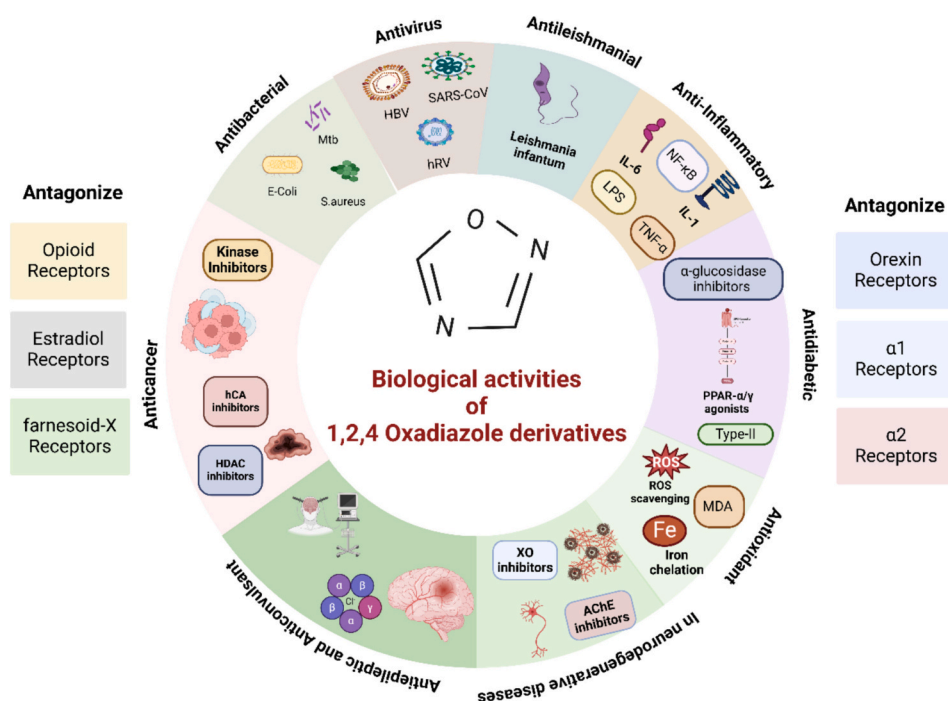 Antivirus
Antileishmanial
Antibacterial
Anti-Inflammatory
HBV
SARS-CoV
hRV
Leishmania
infantum
Mtb
E-Coli
S.aureus
IL-6
NF-κB
LPS
IL-1
TNF-α
Antagonize
Opioid
Receptors
Estradiol
Receptors
farnesoid-X
Receptors
Anticancer
Kinase
Inhibitors
hCA
inhibitors
HDAC
inhibitors
O
N
N
Biological activities
of
1,2,4 Oxadiazole derivatives
α-glucosidase
inhibitors
PPAR-α/γ
agonists
Type-II
Antidiabetic
Antagonize
Orexin
Receptors
α1
Receptors
α2
Receptors
ROS
ROS
scavenging
MDA
Fe
Iron
chelation
Antioxidant
XO
inhibitors
AChE
inhibitors
In neurodegenerative diseases
α
β
β
Cl-
γ
α
Antiepileptic and Anticonvulsant